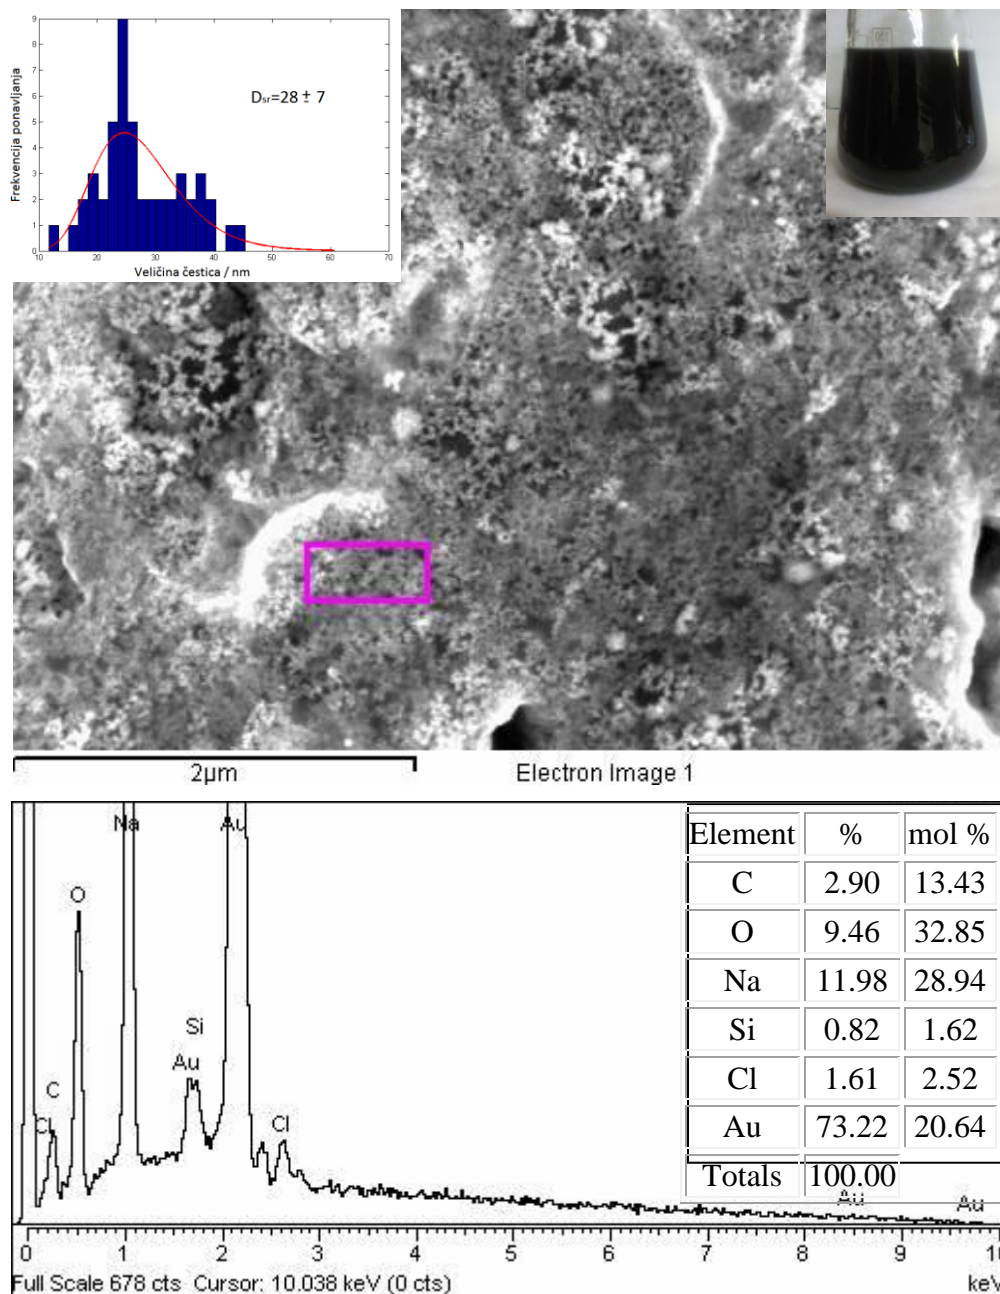 9
8
7
6
5
4
3
2
1
0
Frekvencija ponavljanja
Dsr=28 ± 7
10 20 30 40 50 60 70
Veličina čestica / nm
2µm
Electron Image 1
Na
Au
O
Si
Au
C
Cl
Cl
Au
Au
Element % mol %
C 2.90 13.43
O 9.46 32.85
Na 11.98 28.94
Si 0.82 1.62
Cl 1.61 2.52
Au 73.22 20.64
Totals 100.00
0 1 2 3 4 5 6 7 8 9 10
Full Scale 678 cts Cursor: 10.038 keV (0 cts)
keV